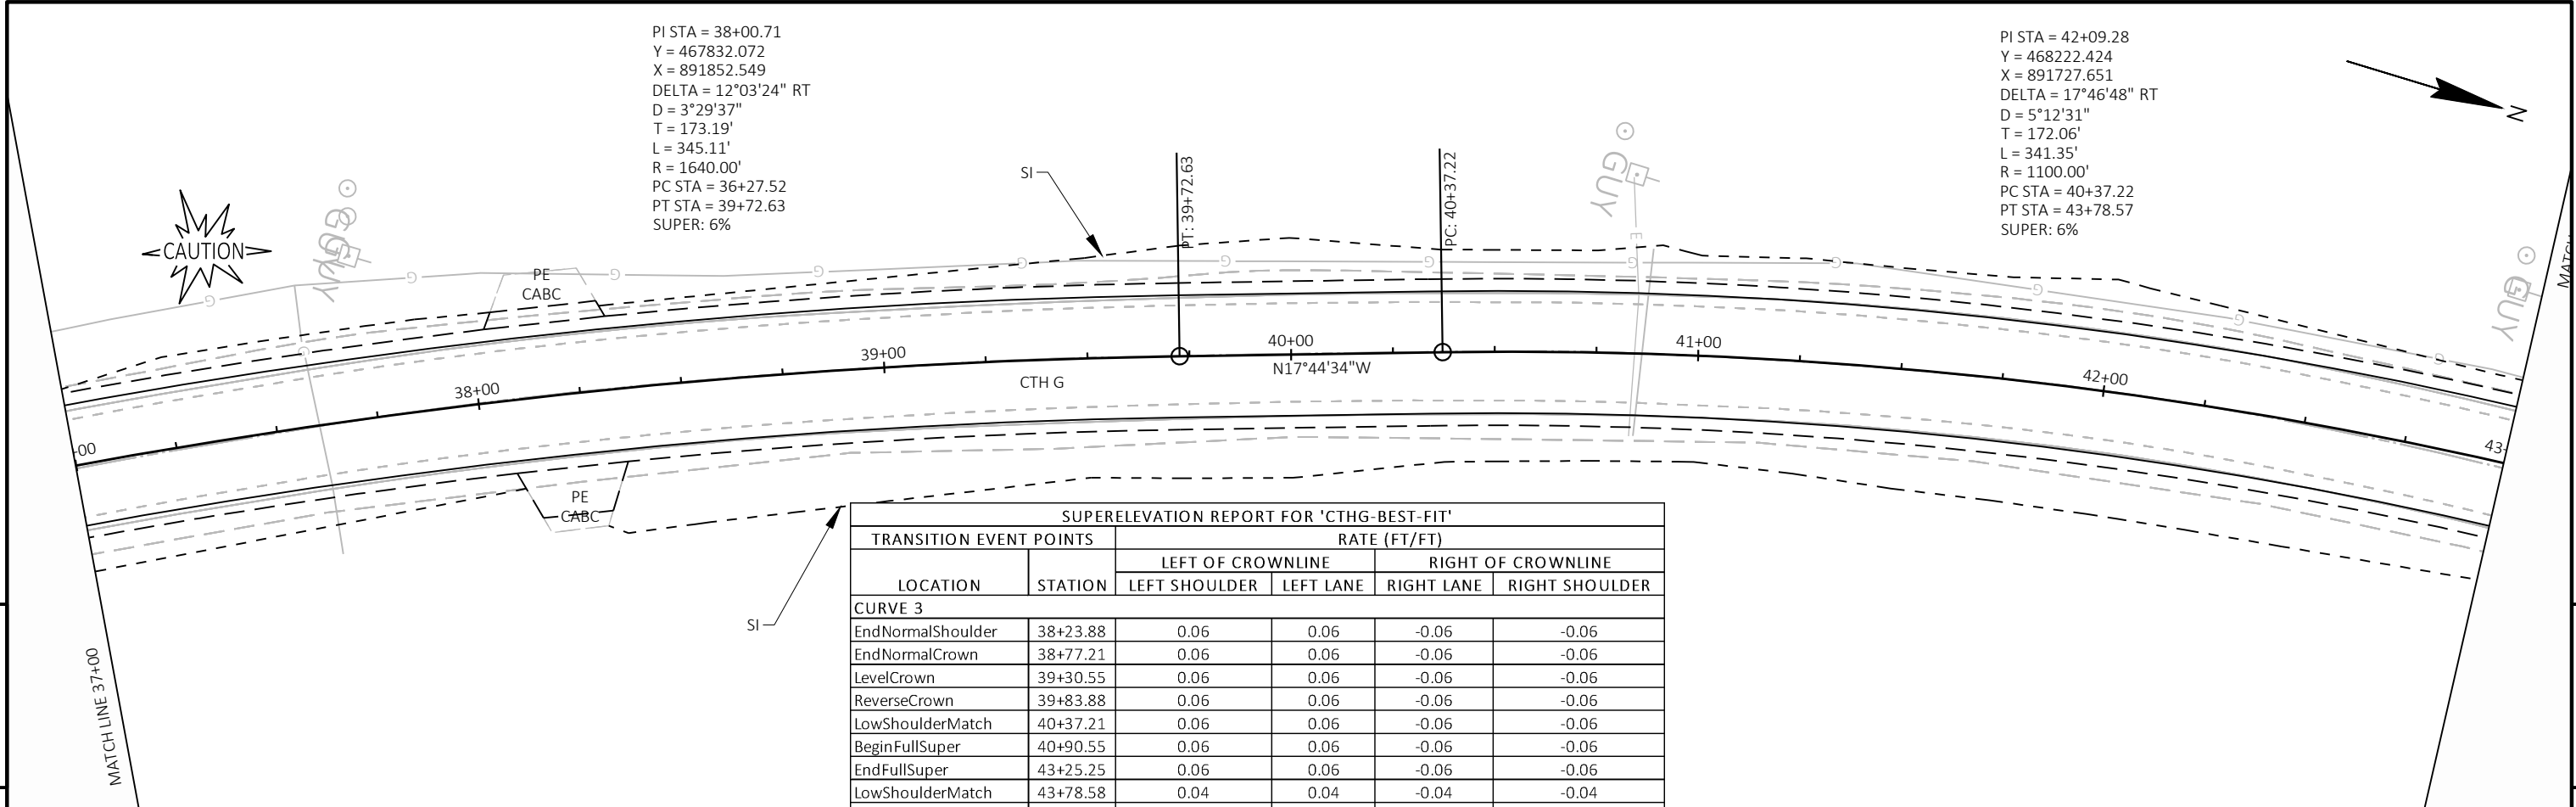 PI STA = 38+00.71
Y = 467832.072
X = 891852.549
DELTA = 12°03'24" RT
D = 3°29'37"
T = 173.19'
L = 345.11'
R = 1640.00'
PC STA = 36+27.52
PT STA = 39+72.63
SUPER: 6%
PI STA = 42+09.28
Y = 468222.424
X = 891727.651
DELTA = 17°46'48" RT
D = 5°12'31"
T = 172.06'
L = 341.35'
R = 1100.00'
PC STA = 40+37.22
PT STA = 43+78.57
SUPER: 6%
N
CAUTION
GUY
GUY
GUY
GUY
SI
PT: 39+72.63
PC: 40+37.22
E
G G G G G G G G G G G G
G
PE
CABC
-00
38+00
39+00
40+00
41+00
42+00
43-
CTH G
N17°44'34"W
PE
CABC
SI
MATCH LINE 37+00
MATCH
SUPERELEVATION REPORT FOR 'CTHG-BEST-FIT'
TRANSITION EVENT POINTS RATE (FT/FT)
LEFT OF CROWNLINE RIGHT OF CROWNLINE
LOCATION STATION LEFT SHOULDER LEFT LANE RIGHT LANE RIGHT SHOULDER
CURVE 3
EndNormalShoulder 38+23.88 0.06 0.06 -0.06 -0.06
EndNormalCrown 38+77.21 0.06 0.06 -0.06 -0.06
LevelCrown 39+30.55 0.06 0.06 -0.06 -0.06
ReverseCrown 39+83.88 0.06 0.06 -0.06 -0.06
LowShoulderMatch 40+37.21 0.06 0.06 -0.06 -0.06
BeginFullSuper 40+90.55 0.06 0.06 -0.06 -0.06
EndFullSuper 43+25.25 0.06 0.06 -0.06 -0.06
LowShoulderMatch 43+78.58 0.04 0.04 -0.04 -0.04